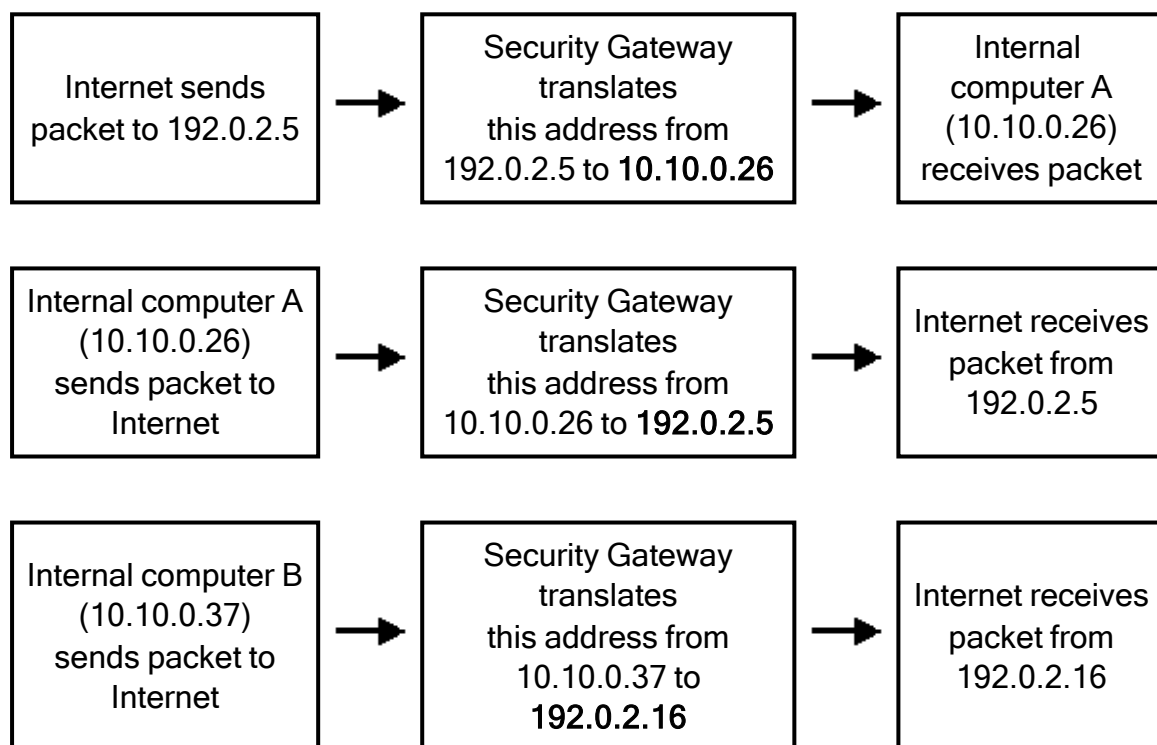 Internet sends
packet to 192.0.2.5
Security Gateway
translates
this address from
192.0.2.5 to 10.10.0.26
Internal
computer A
(10.10.0.26)
receives packet
Internal computer A
(10.10.0.26)
sends packet to
Internet
Security Gateway
translates
this address from
10.10.0.26 to 192.0.2.5
Internet receives
packet from
192.0.2.5
Internal computer B
(10.10.0.37)
sends packet to
Internet
Security Gateway
translates
this address from
10.10.0.37 to
192.0.2.16
Internet receives
packet from
192.0.2.16